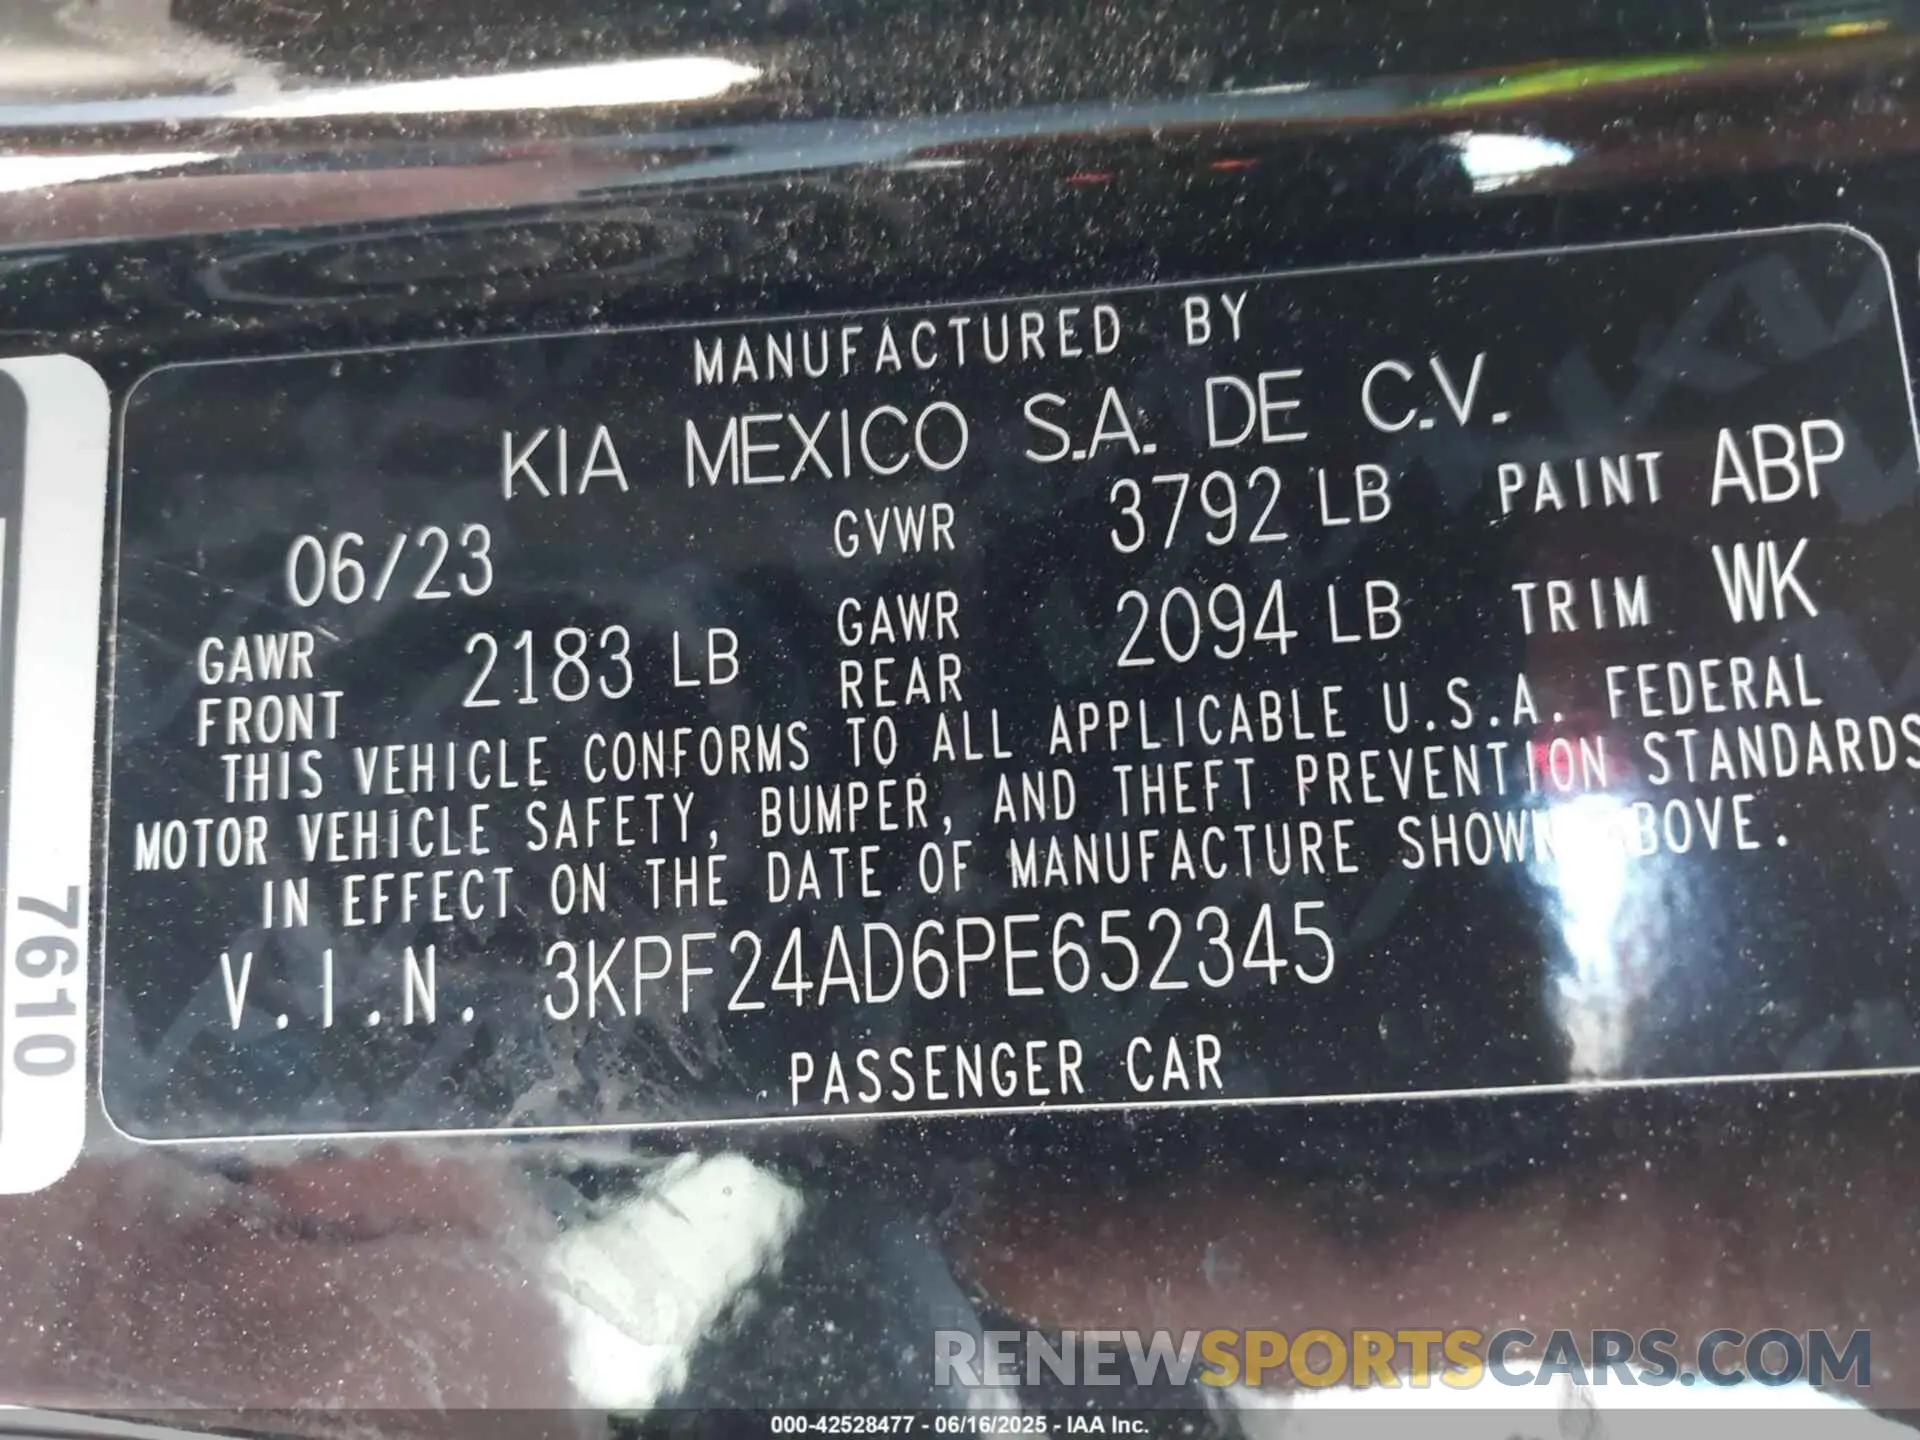 MANUFACTURED BY
KIA MEXICO S.A. DE C.V.
06/23 GVWR 3792 LB PAINT ABP
GAWR FRONT 2183 LB GAWR REAR 2094 LB TRIM WK
THIS VEHICLE CONFORMS TO ALL APPLICABLE U.S.A. FEDERAL
MOTOR VEHICLE SAFETY, BUMPER, AND THEFT PREVENTION STANDARDS
IN EFFECT ON THE DATE OF MANUFACTURE SHOWN ABOVE.
V.I.N. 3KPF24AD6PE652345
PASSENGER CAR
7610
RENEWSPORTSCARS.COM
000-42528477 - 06/16/2025 - IAA Inc.